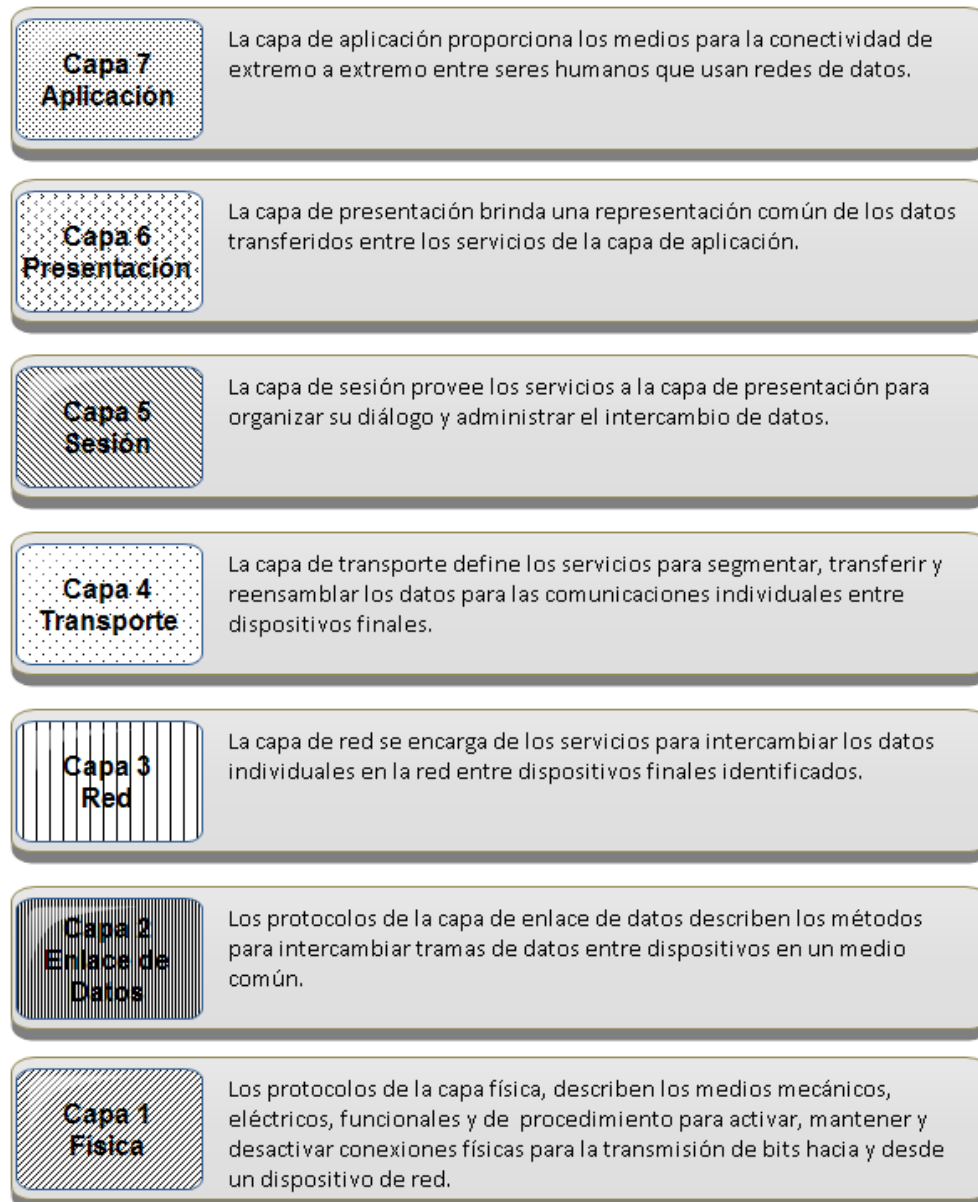 Capa 7
Aplicación
La capa de aplicación proporciona los medios para la conectividad de
extremo a extremo entre seres humanos que usan redes de datos.
Capa 6
Presentación
La capa de presentación brinda una representación común de los datos
transferidos entre los servicios de la capa de aplicación.
Capa 5
Sesión
La capa de sesión provee los servicios a la capa de presentación para
organizar su diálogo y administrar el intercambio de datos.
Capa 4
Transporte
La capa de transporte define los servicios para segmentar, transferir y
reensamblar los datos para las comunicaciones individuales entre
dispositivos finales.
Capa 3
Red
La capa de red se encarga de los servicios para intercambiar los datos
individuales en la red entre dispositivos finales identificados.
Capa 2
Enlace de
Datos
Los protocolos de la capa de enlace de datos describen los métodos
para intercambiar tramas de datos entre dispositivos en un medio
común.
Capa 1
Física
Los protocolos de la capa física, describen los medios mecánicos,
eléctricos, funcionales y de procedimiento para activar, mantener y
desactivar conexiones físicas para la transmisión de bits hacia y desde
un dispositivo de red.